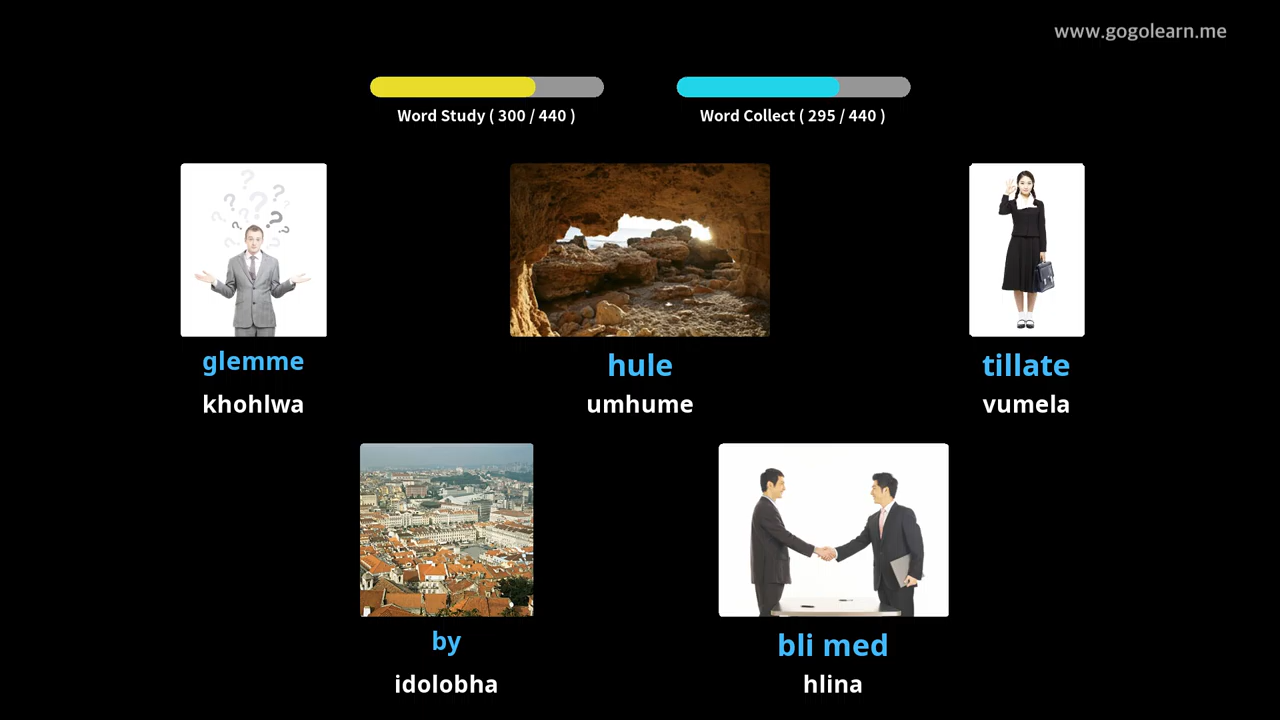 www.gogolearn.me
Word Study ( 300 / 440 )
Word Collect ( 295 / 440 )
glemme
khohlwa
hule
umhume
tillate
vumela
by
idolobha
bli med
hlina